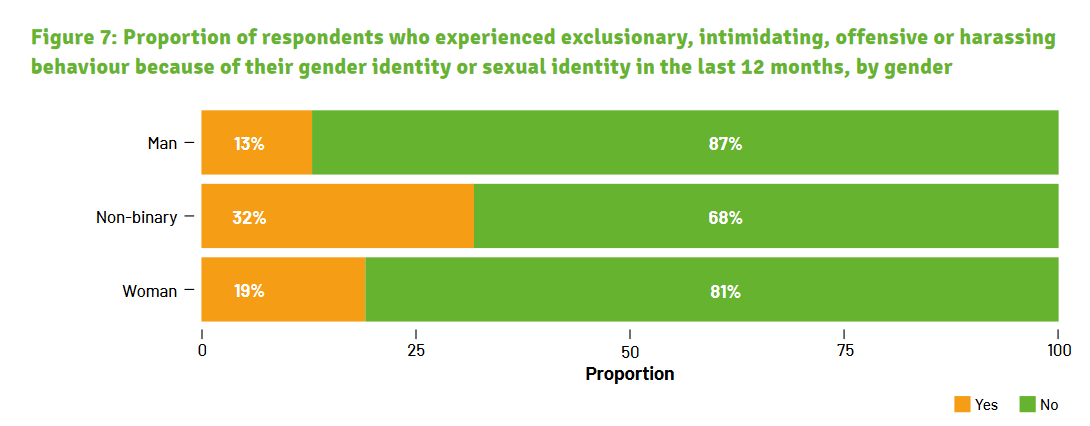 Figure 7: Proportion of respondents who experienced exclusionary, intimidating, offensive or harassing
behaviour because of their gender identity or sexual identity in the last 12 months, by gender
Man 13% 87%
Non-binary 32% 68%
Woman 19% 81%
0 25 50 75 100
Proportion
Yes No